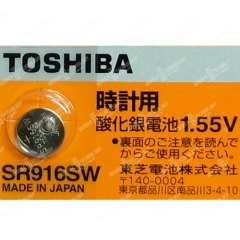 TOSHIBA
時計用
酸化銀電池1.55V
●裏面のご注意を読んでか
らご使用ください。
東芝電池株式会社
〒140-0004
東京都品川区南品川3-4-10
SR916SW
MADE IN JAPAN